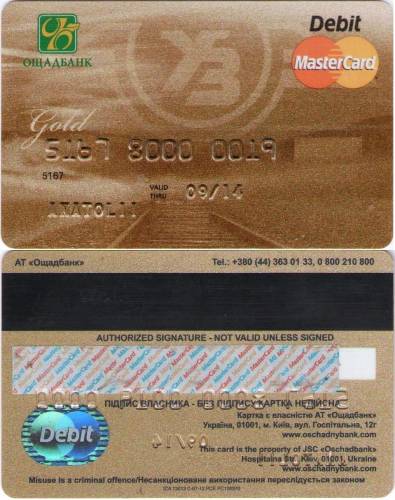 Debit
ОЩАДБАНК
MasterCard
Gold
5167 8000 0019
5167
VALID
THRU
09/14
ANATOLII
АТ «Ощадбанк» Tel.: +380 (44) 363 01 33, 0 800 210 800
AUTHORIZED SIGNATURE - NOT VALID UNLESS SIGNED
MasterCard
ПІДПИС ВЛАСНИКА - БЕЗ ПІДПИСУ КАРТКА НЕДІЙСНА
Debit
Картка є власністю АТ «Ощадбанк»
Україна, 01001, м. Київ, вул. Госпітальна, 12г
www.oschadnybank.com
This card is the property of JSC «Oschadbank»
Hospitalna Str., Kyiv, 01001, Ukraine
www.oschadnybank.com
Misuse is a criminal offence/Несанкціоноване використання переслідується законом